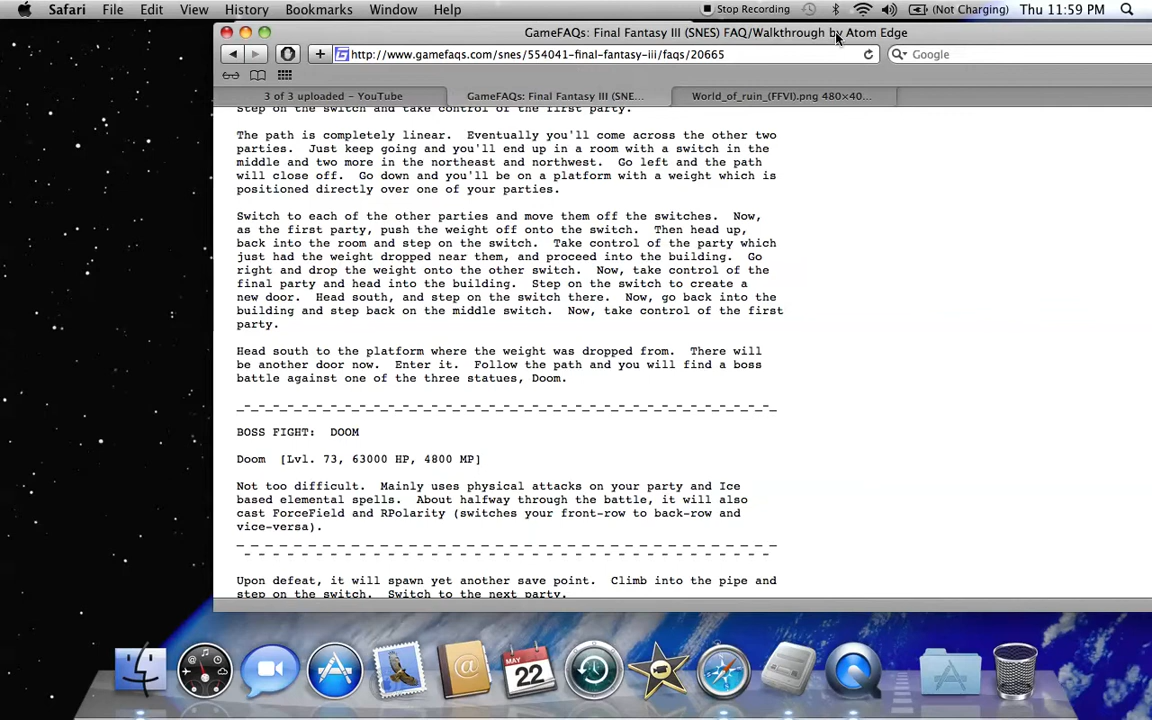 Safari File Edit View History Bookmarks Window Help Stop Recording (Not Charging) Thu 11:59 PM
GameFAQs: Final Fantasy III (SNES) FAQ/Walkthrough by Atom Edge
http://www.gamefaqs.com/snes/554041-final-fantasy-iii/faqs/20665 Google
3 of 3 uploaded – YouTube GameFAQs: Final Fantasy III (SNE... World_of_ruin_(FFVI).png 480×40...
step on the switch and take control of the first party.
The path is completely linear. Eventually you'll come across the other two
parties. Just keep going and you'll end up in a room with a switch in the
middle and two more in the northeast and northwest. Go left and the path
will close off. Go down and you'll be on a platform with a weight which is
positioned directly over one of your parties.
Switch to each of the other parties and move them off the switches. Now,
as the first party, push the weight off onto the switch. Then head up,
back into the room and step on the switch. Take control of the party which
just had the weight dropped near them, and proceed into the building. Go
right and drop the weight onto the other switch. Now, take control of the
final party and head into the building. Step on the switch to create a
new door. Head south, and step on the switch there. Now, go back into the
building and step back on the middle switch. Now, take control of the first
party.
Head south to the platform where the weight was dropped from. There will
be another door now. Enter it. Follow the path and you will find a boss
battle against one of the three statues, Doom.
BOSS FIGHT: DOOM
Doom [Lvl. 73, 63000 HP, 4800 MP]
Not too difficult. Mainly uses physical attacks on your party and Ice
based elemental spells. About halfway through the battle, it will also
cast ForceField and RPolarity (switches your front-row to back-row and
vice-versa).
Upon defeat, it will spawn yet another save point. Climb into the pipe and
step on the switch. Switch to the next party.
MAY
22